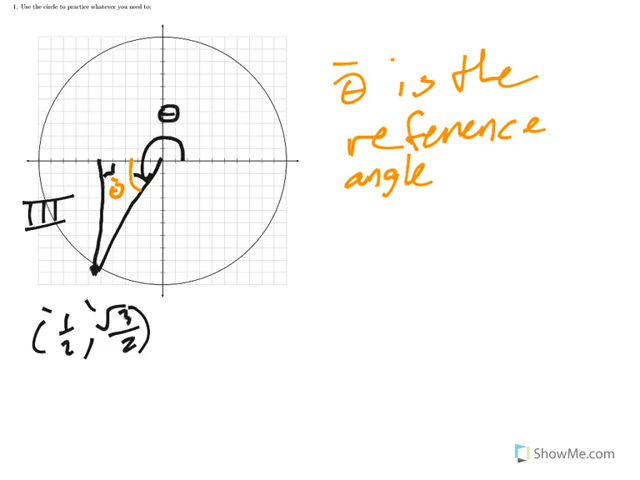 1. Use the circle to practice whatever you need to:
θ
θ̄ is the
reference
angle
θ̄
III
(-1/2, -√3/2)
ShowMe.com